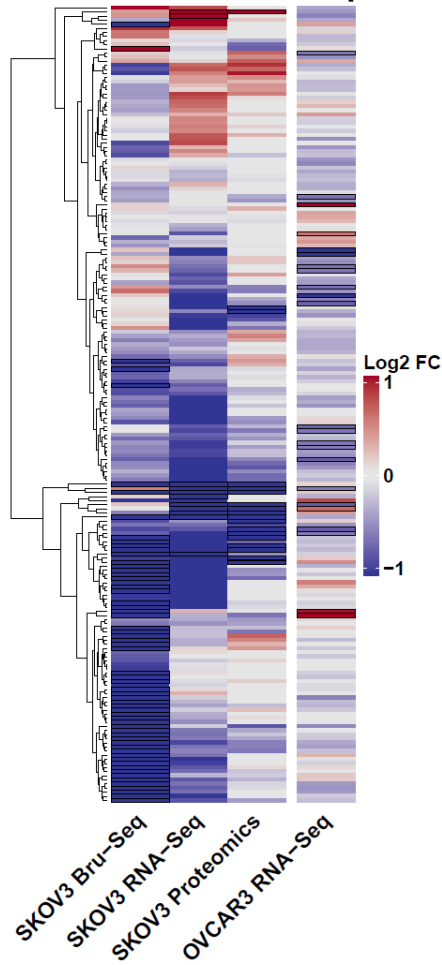 Log2 FC
1
0
−1
SKOV3 Bru−Seq
SKOV3 RNA−Seq
SKOV3 Proteomics
OVCAR3 RNA−Seq